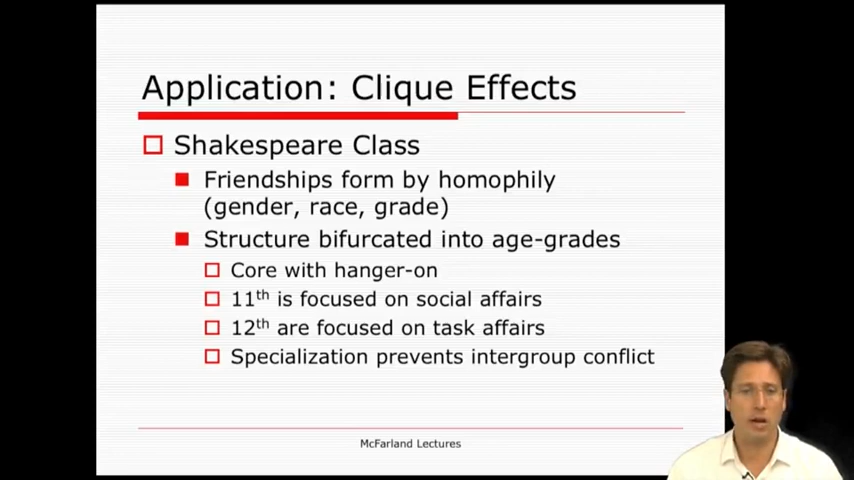 Application: Clique Effects
Shakespeare Class
Friendships form by homophily
(gender, race, grade)
Structure bifurcated into age-grades
Core with hanger-on
11th is focused on social affairs
12th are focused on task affairs
Specialization prevents intergroup conflict
McFarland Lectures